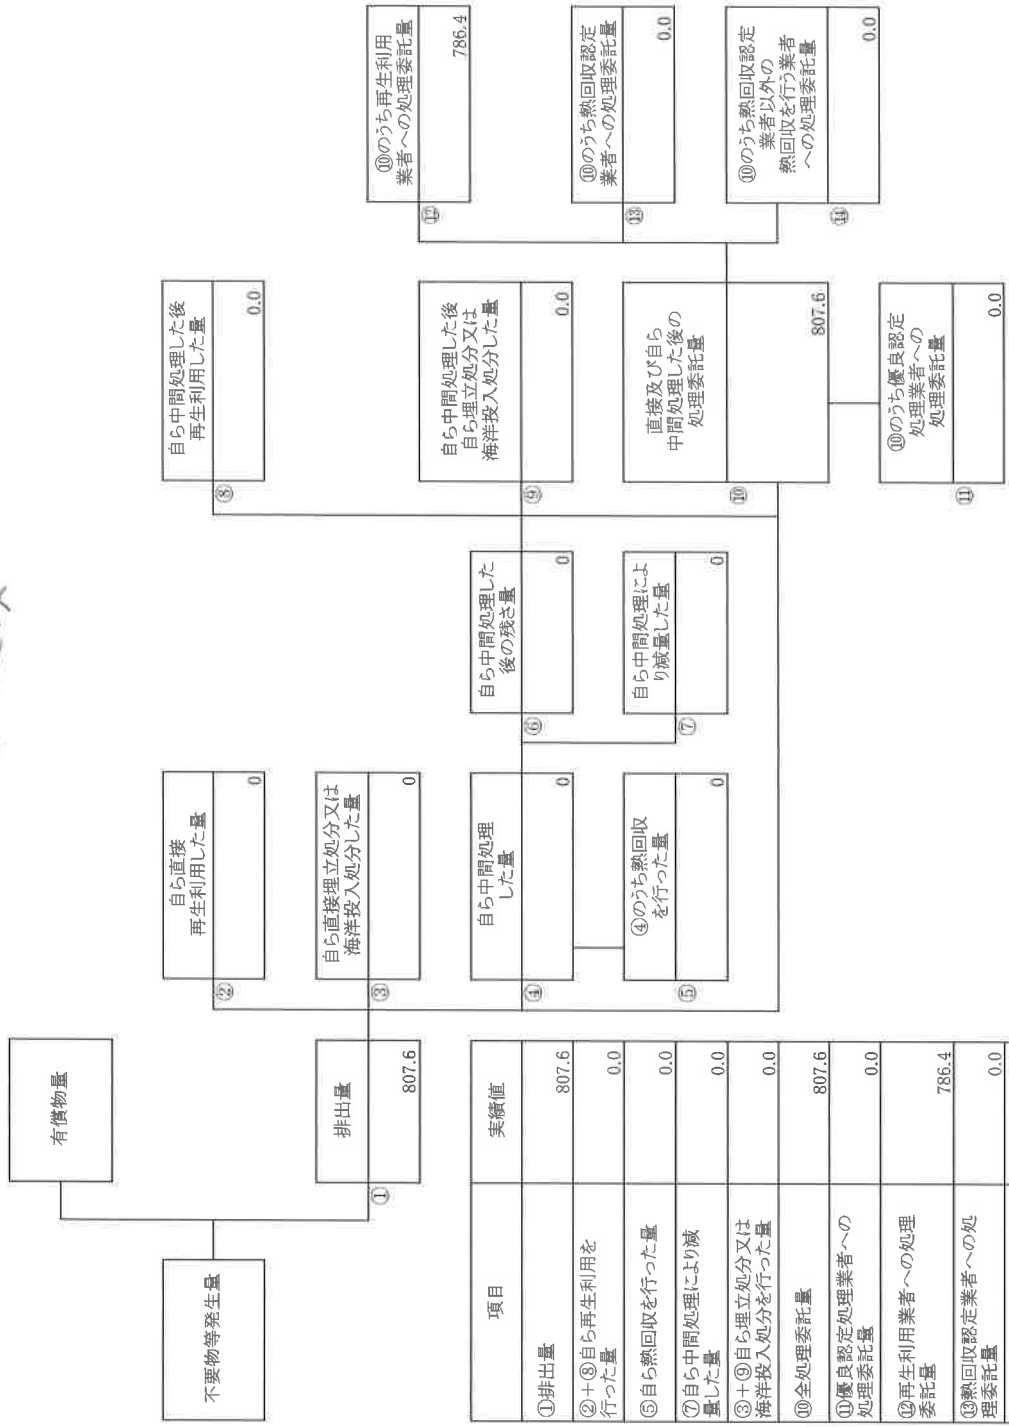 不要物等発生量
有償物量
排出量
①
807.6
自ら直接
再生利用した量
②
0
自ら直接埋立処分又は
海洋投入処分した量
③
0
自ら中間処理
した量
④
0
④のうち熱回収
を行った量
⑤
0
自ら中間処理した
後の残さ量
⑥
0
自ら中間処理によ
り減量した量
⑦
0
自ら中間処理した後
再生利用した量
⑧
0.0
自ら中間処理した後
自ら埋立処分又は
海洋投入処分した量
⑨
0.0
直接及び自ら
中間処理した後の
処理委託量
⑩
807.6
⑩のうち優良認定
処理業者への
処理委託量
⑪
0.0
⑩のうち再生利用
業者への処理委託量
⑫
786.4
⑩のうち熱回収認定
業者への処理委託量
⑬
0.0
⑩のうち熱回収認定
業者以外の
熱回収を行う業者
への処理委託量
⑭
0.0
項目 実績値
①排出量 807.6
②+⑧自ら再生利用を
行った量 0.0
⑤自ら熱回収を行った量 0.0
⑦自ら中間処理により減
量した量 0.0
③+⑨自ら埋立処分又は
海洋投入処分を行った量 0.0
⑩全処理委託量 807.6
⑪優良認定処理業者への
処理委託量 0.0
⑫再生利用業者への処理
委託量 786.4
⑬熱回収認定業者への処
理委託量 0.0